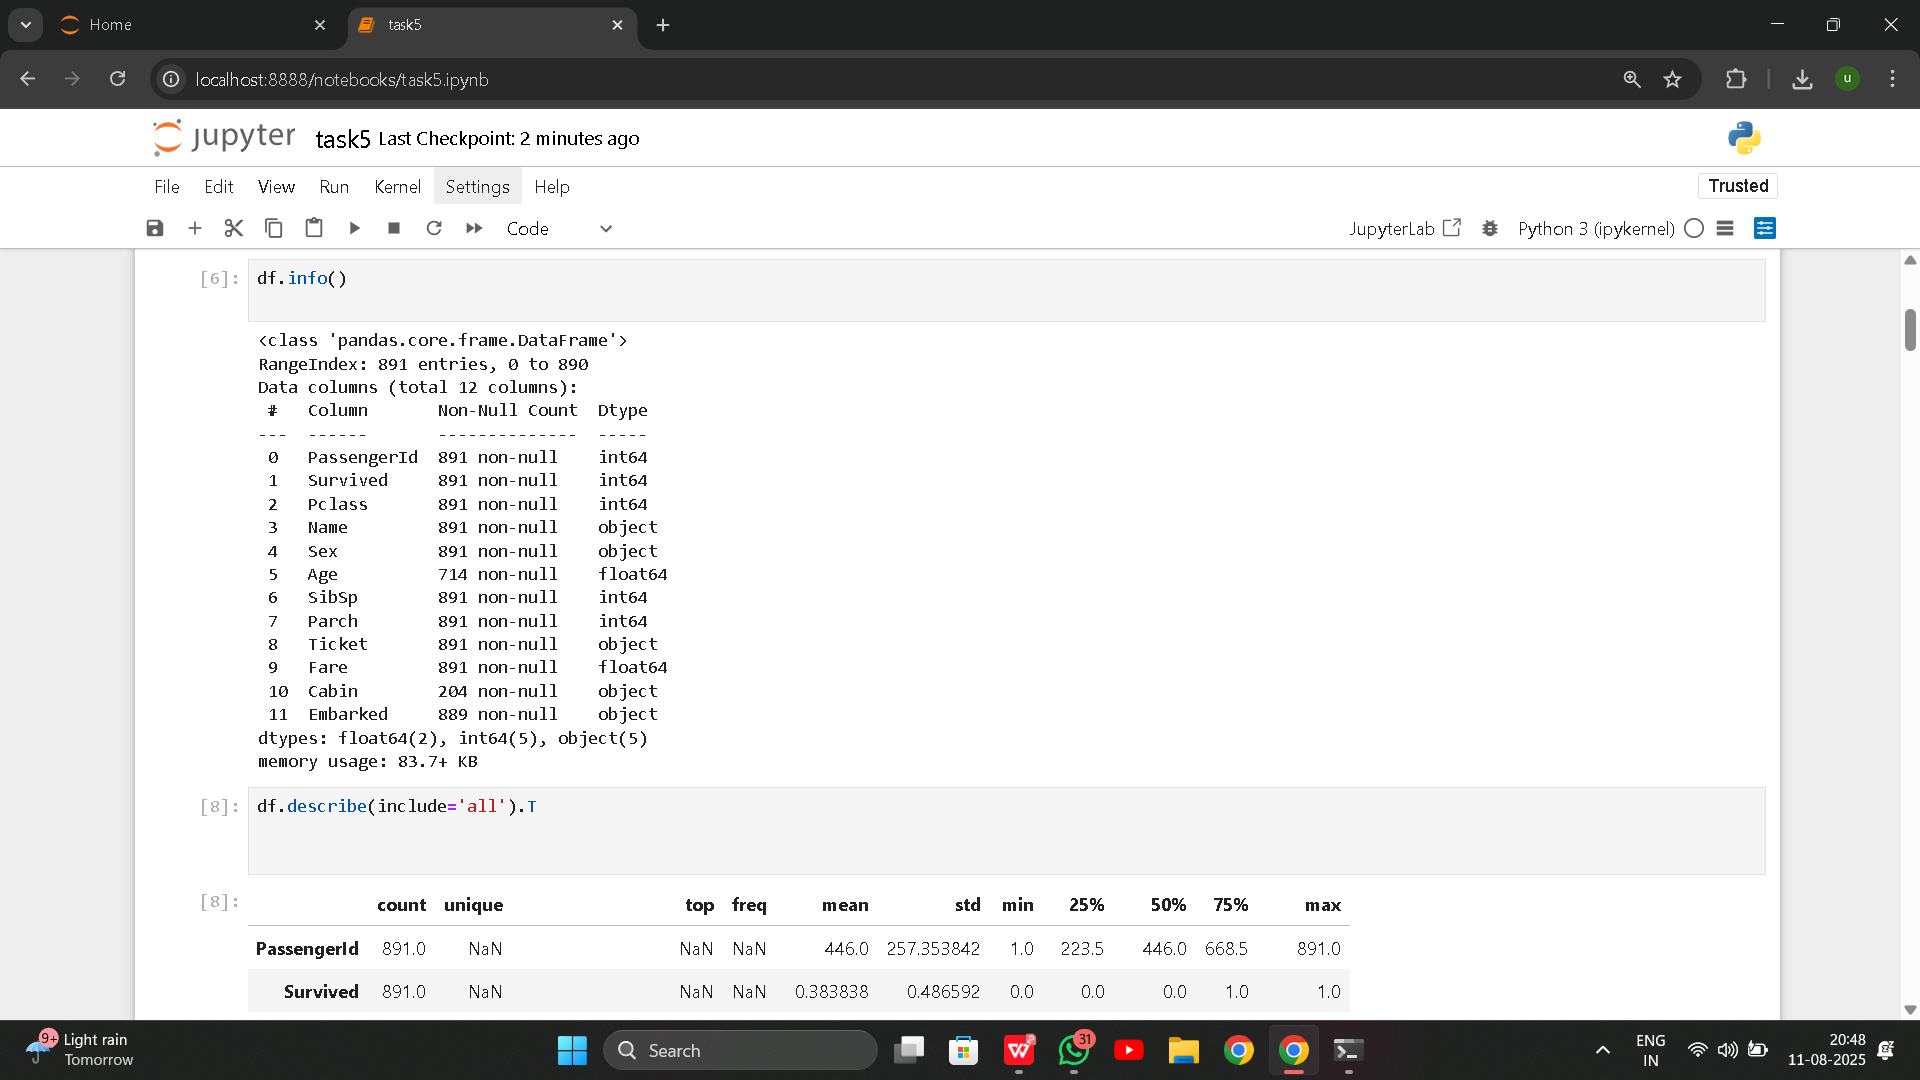 Home
task5
localhost:8888/notebooks/task5.ipynb
u
jupyter task5 Last Checkpoint: 2 minutes ago
File Edit View Run Kernel Settings Help
Trusted
Code
JupyterLab
Python 3 (ipykernel)
[6]: df.info()
<class 'pandas.core.frame.DataFrame'>
RangeIndex: 891 entries, 0 to 890
Data columns (total 12 columns):
 #   Column       Non-Null Count  Dtype
---  ------       --------------  -----
 0   PassengerId  891 non-null    int64
 1   Survived     891 non-null    int64
 2   Pclass       891 non-null    int64
 3   Name         891 non-null    object
 4   Sex          891 non-null    object
 5   Age          714 non-null    float64
 6   SibSp        891 non-null    int64
 7   Parch        891 non-null    int64
 8   Ticket       891 non-null    object
 9   Fare         891 non-null    float64
 10  Cabin        204 non-null    object
 11  Embarked     889 non-null    object
dtypes: float64(2), int64(5), object(5)
memory usage: 83.7+ KB
[8]: df.describe(include='all').T
[8]: count unique top freq mean std min 25% 50% 75% max
PassengerId 891.0 NaN NaN NaN 446.0 257.353842 1.0 223.5 446.0 668.5 891.0
Survived 891.0 NaN NaN NaN 0.383838 0.486592 0.0 0.0 0.0 1.0 1.0
9+ Light rain
Tomorrow
Search
31
ENG
IN
20:48
11-08-2025